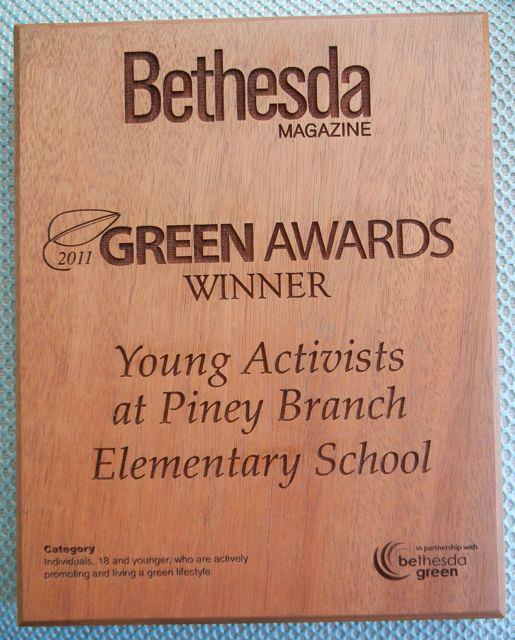 Bethesda
MAGAZINE
2011 GREEN AWARDS
WINNER
Young Activists
at Piney Branch
Elementary School
Category
Individuals, 18 and younger, who are actively
promoting and living a green lifestyle.
in partnership with
bethesda
green